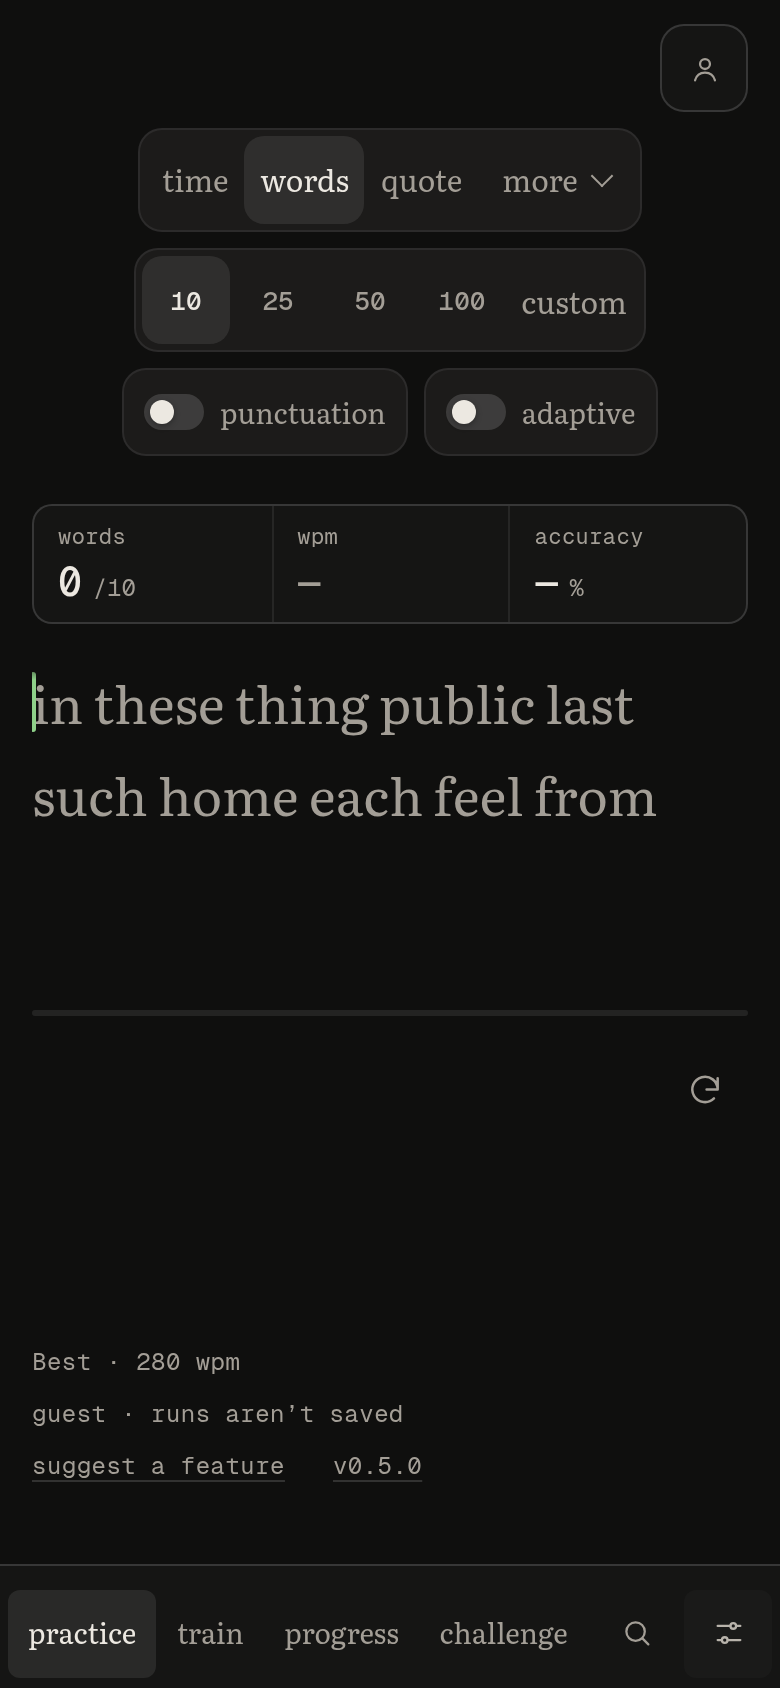 time words quote more
10 25 50 100 custom
punctuation adaptive
words wpm accuracy
0 /10 — — %
in these thing public last
such home each feel from
Best · 280 wpm
guest · runs aren’t saved
suggest a feature v0.5.0
practice train progress challenge